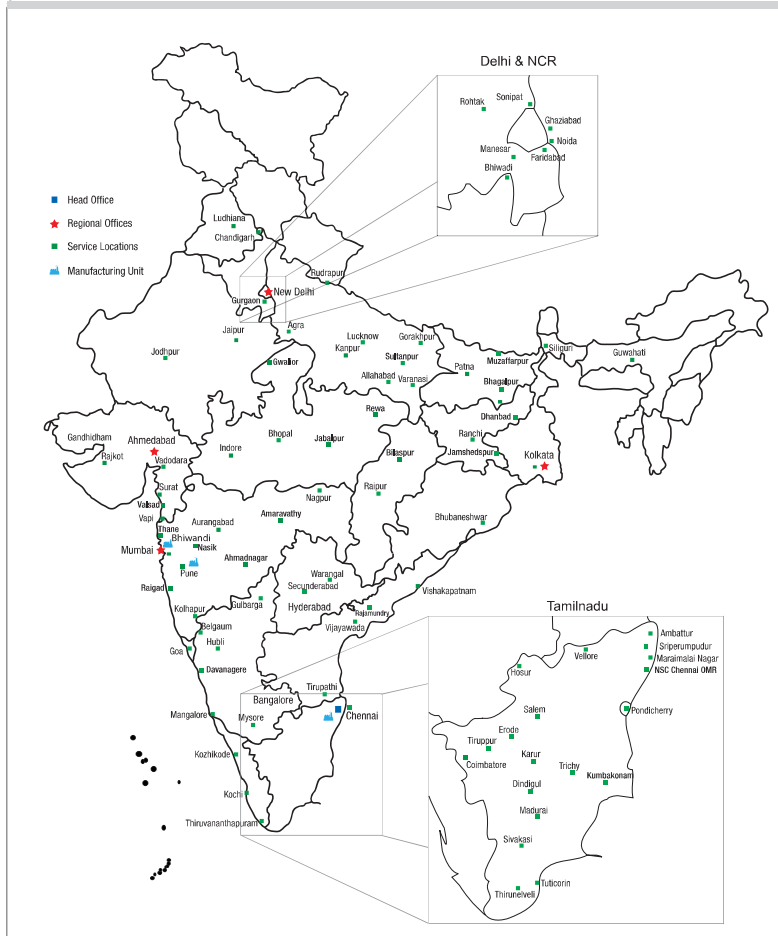 Delhi & NCR
Sonipat
Rohtak
Ghaziabad
Noida
Manesar
Faridabad
Bhiwadi
Head Office
Regional Offices
Service Locations
Manufacturing Unit
Ludhiana
Chandigarh
Rudrapur
New Delhi
Gurgaon
Agra
Jaipur
Lucknow
Gorakhpur
Kanpur
Sultanpur
Jodhpur
Gwalior
Allahabad
Varanasi
Patna
Muzaffarpur
Siliguri
Guwahati
Bhagalpur
Rewa
Dhanbad
Gandhidham
Ahmedabad
Bhopal
Jabalpur
Ranchi
Rajkot
Vadodara
Indore
Bilaspur
Jamshedspur
Kolkata
Surat
Nagpur
Raipur
Valsad
Vapi
Aurangabad
Amaravathy
Bhubaneshwar
Thane
Bhiwandi
Mumbai
Nasik
Pune
Ahmadnagar
Warangal
Secunderabad
Vishakapatnam
Raigad
Gulbarga
Hyderabad
Rajamundry
Kolhapur
Vijayawada
Belgaum
Hubli
Goa
Davanagere
Tirupathi
Bangalore
Mangalore
Mysore
Chennai
Kozhikode
Kochi
Thiruvananthapuram
Tamilnadu
Ambattur
Sriperumpudur
Vellore
Maraimalai Nagar
Hosur
NSC Chennai OMR
Salem
Pondicherry
Erode
Tiruppur
Coimbatore
Karur
Trichy
Kumbakonam
Dindigul
Madurai
Sivakasi
Tuticorin
Thirunelveli